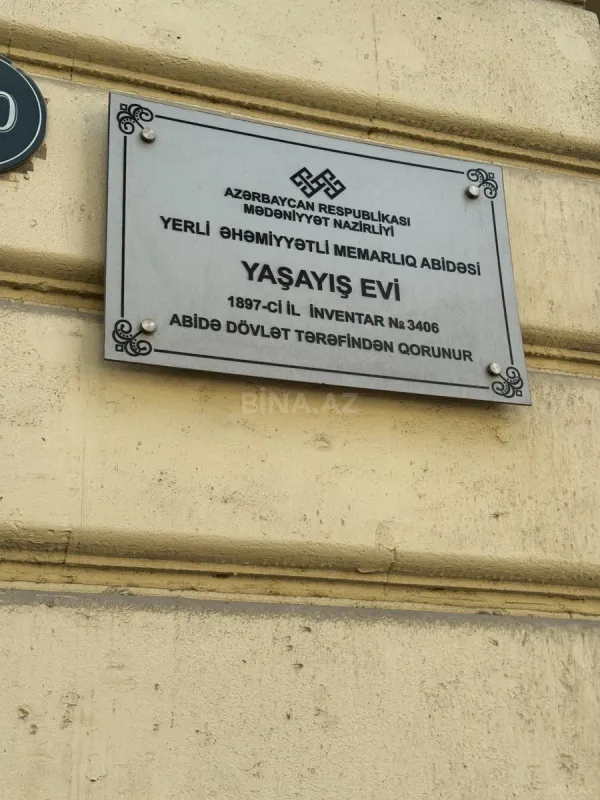 0
AZƏRBAYCAN RESPUBLİKASI
MƏDƏNİYYƏT NAZİRLİYİ
YERLİ ƏHƏMİYYƏTLİ MEMARLIQ ABİDƏSİ
YAŞAYIŞ EVİ
1897-Cİ İL İNVENTAR № 3406
ABİDƏ DÖVLƏT TƏRƏFİNDƏN QORUNUR
BİNA.AZ